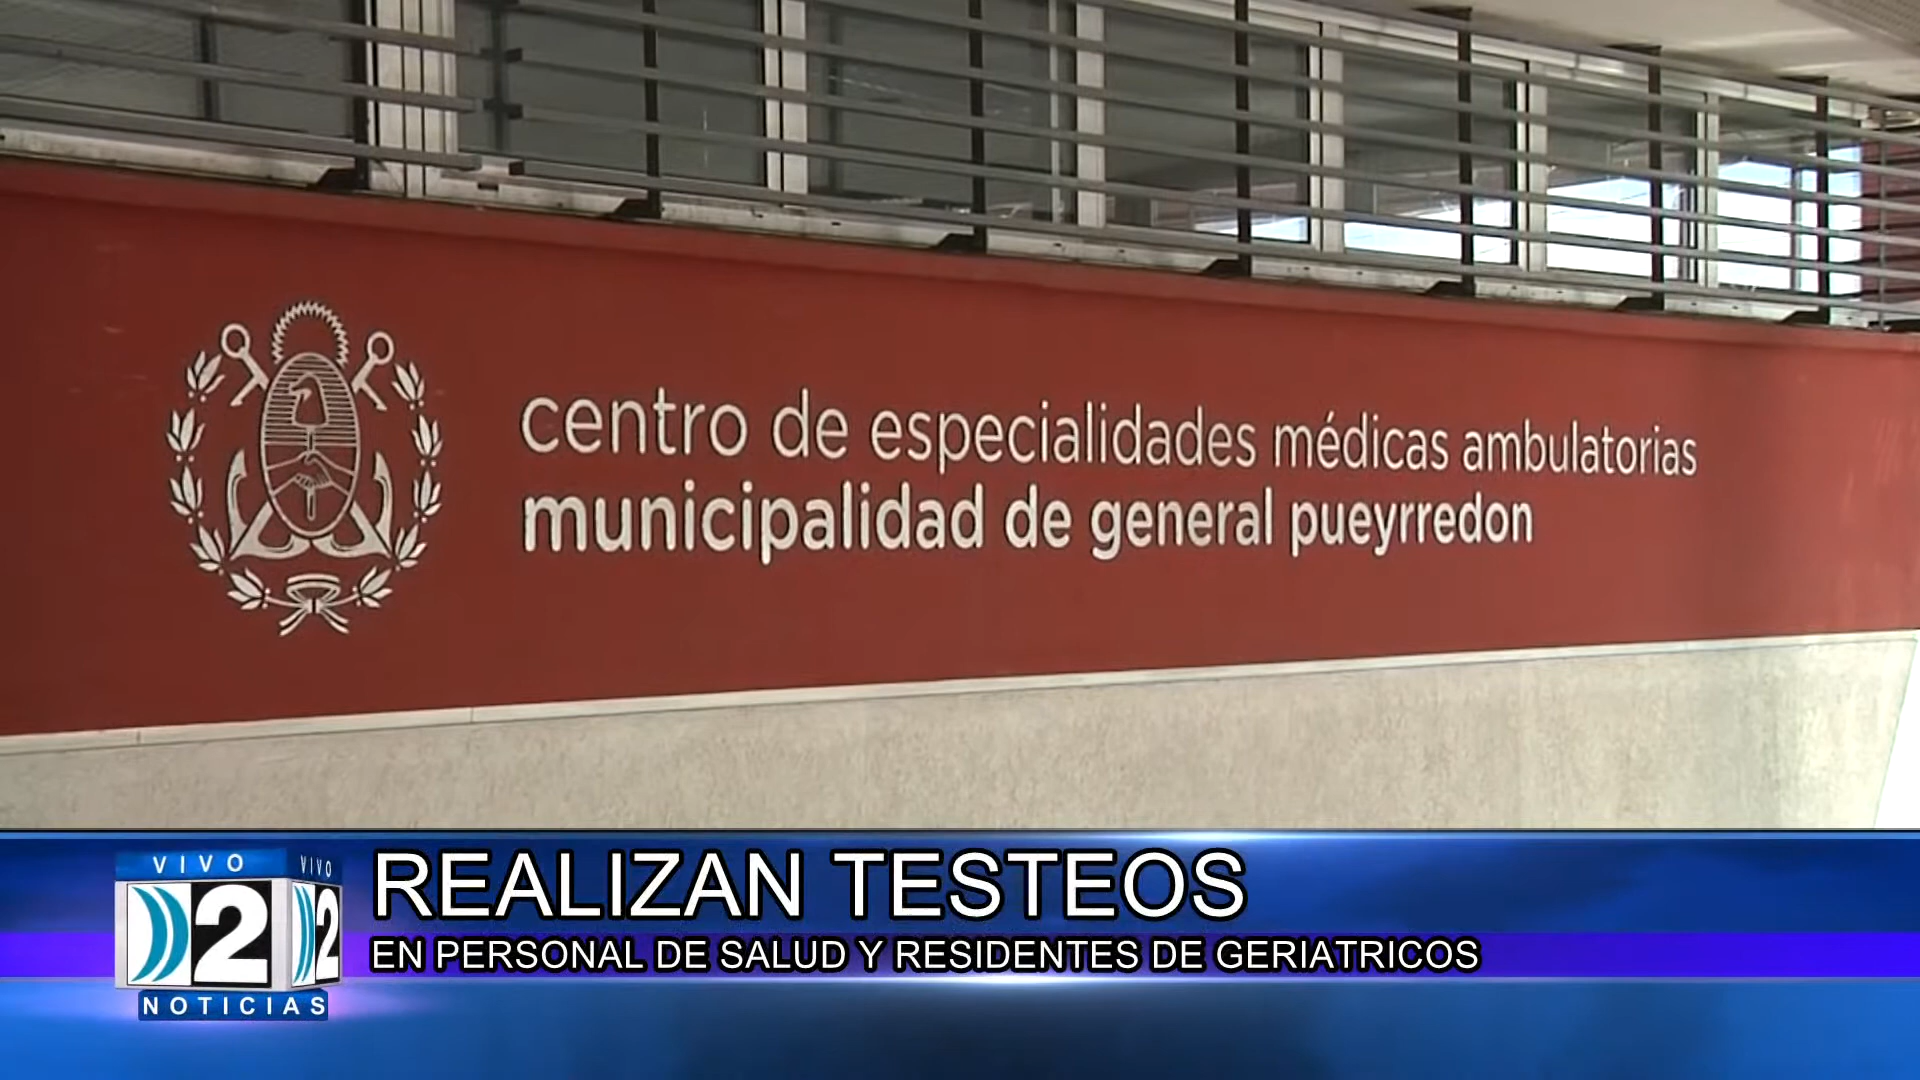 centro de especialidades médicas ambulatorias
municipalidad de general pueyrredon
VIVO
VIVO
2
2
NOTICIAS
REALIZAN TESTEOS
EN PERSONAL DE SALUD Y RESIDENTES DE GERIATRICOS